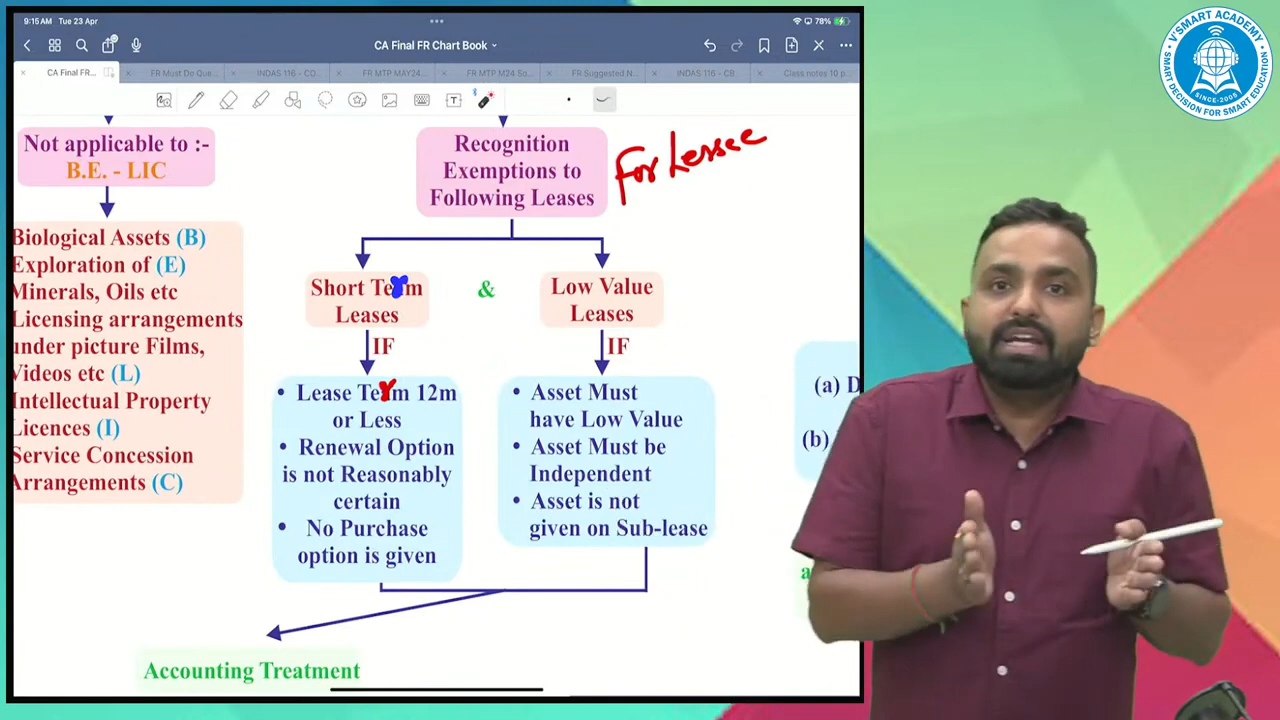 9:15 AM Tue 23 Apr
78%
CA Final FR Chart Book
CA Final FR...
FR Must Do Que...
INDAS 116 - CO...
FR MTP MAY24...
FR MTP M24 So...
FR Suggested N...
INDAS 116 - CB...
Class notes 10 p...
Not applicable to :-
B.E. - LIC
Biological Assets (B)
Exploration of (E)
Minerals, Oils etc
Licensing arrangements
under picture Films,
Videos etc (L)
Intellectual Property
Licences (I)
Service Concession
Arrangements (C)
Recognition
Exemptions to
Following Leases
For Lessee
Short Term
Leases
&
Low Value
Leases
IF
IF
• Lease Term 12m
or Less
• Renewal Option
is not Reasonably
certain
• No Purchase
option is given
• Asset Must
have Low Value
• Asset Must be
Independent
• Asset is not
given on Sub-lease
(a) D
(b)
a
Accounting Treatment
V'SMART ACADEMY
SINCE-2005
SMART DECISION FOR SMART EDUCATION